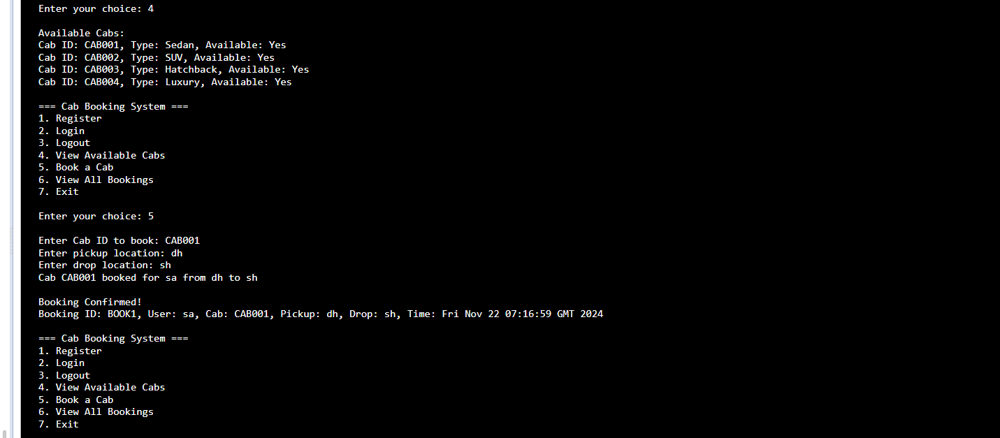 Enter your choice: 4
Available Cabs:
Cab ID: CAB001, Type: Sedan, Available: Yes
Cab ID: CAB002, Type: SUV, Available: Yes
Cab ID: CAB003, Type: Hatchback, Available: Yes
Cab ID: CAB004, Type: Luxury, Available: Yes
=== Cab Booking System ===
1. Register
2. Login
3. Logout
4. View Available Cabs
5. Book a Cab
6. View All Bookings
7. Exit
Enter your choice: 5
Enter Cab ID to book: CAB001
Enter pickup location: dh
Enter drop location: sh
Cab CAB001 booked for sa from dh to sh
Booking Confirmed!
Booking ID: BOOK1, User: sa, Cab: CAB001, Pickup: dh, Drop: sh, Time: Fri Nov 22 07:16:59 GMT 2024
=== Cab Booking System ===
1. Register
2. Login
3. Logout
4. View Available Cabs
5. Book a Cab
6. View All Bookings
7. Exit